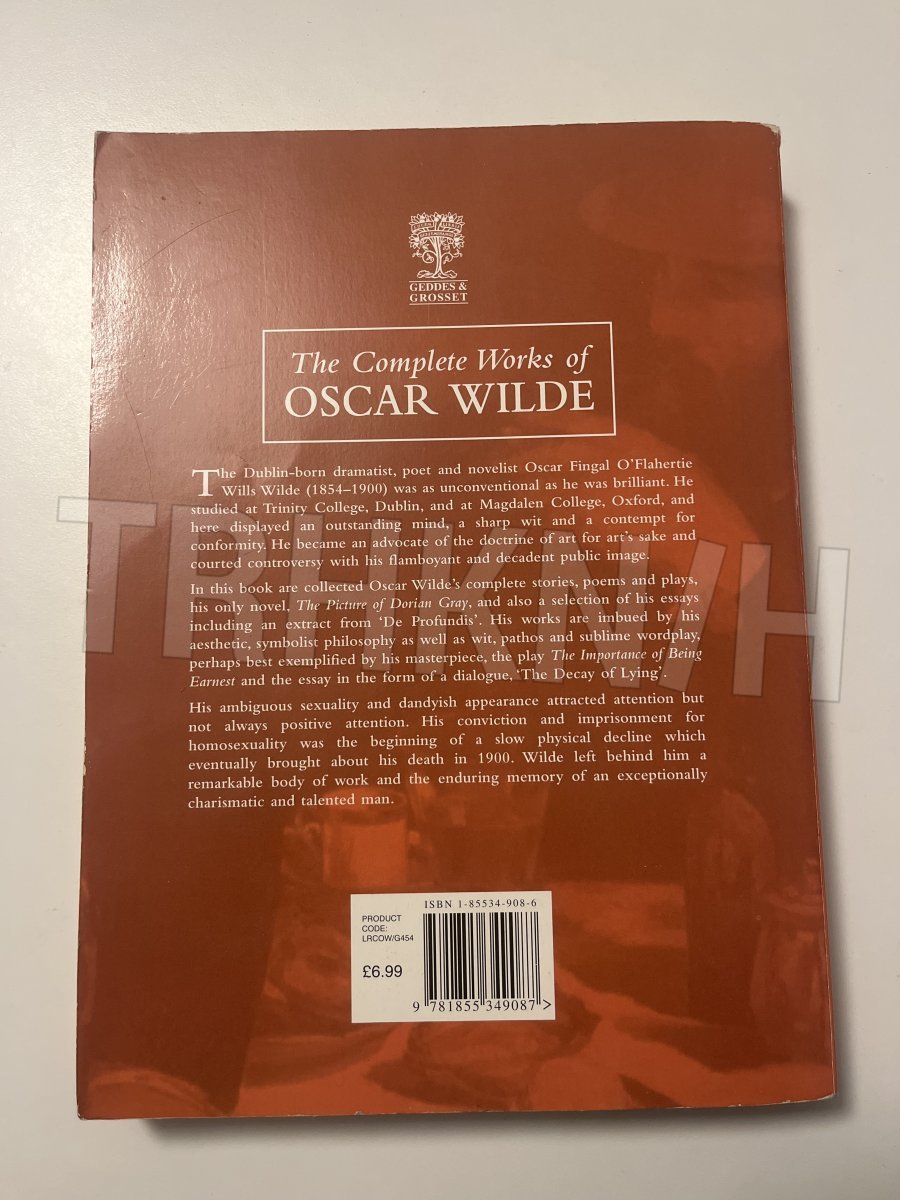 GEDDES &
GROSSET
The Complete Works of
OSCAR WILDE
The Dublin-born dramatist, poet and novelist Oscar Fingal O'Flahertie
Wills Wilde (1854–1900) was as unconventional as he was brilliant. He
studied at Trinity College, Dublin, and at Magdalen College, Oxford, and
here displayed an outstanding mind, a sharp wit and a contempt for
conformity. He became an advocate of the doctrine of art for art's sake and
courted controversy with his flamboyant and decadent public image.
In this book are collected Oscar Wilde's complete stories, poems and plays,
his only novel, The Picture of Dorian Gray, and also a selection of his essays
including an extract from 'De Profundis'. His works are imbued by his
aesthetic, symbolist philosophy as well as wit, pathos and sublime wordplay,
perhaps best exemplified by his masterpiece, the play The Importance of Being
Earnest and the essay in the form of a dialogue, 'The Decay of Lying'.
His ambiguous sexuality and dandyish appearance attracted attention but
not always positive attention. His conviction and imprisonment for
homosexuality was the beginning of a slow physical decline which
eventually brought about his death in 1900. Wilde left behind him a
remarkable body of work and the enduring memory of an exceptionally
charismatic and talented man.
ISBN 1-85534-908-6
PRODUCT
CODE:
LRCOW/G454
£6.99
9 781855 349087 >